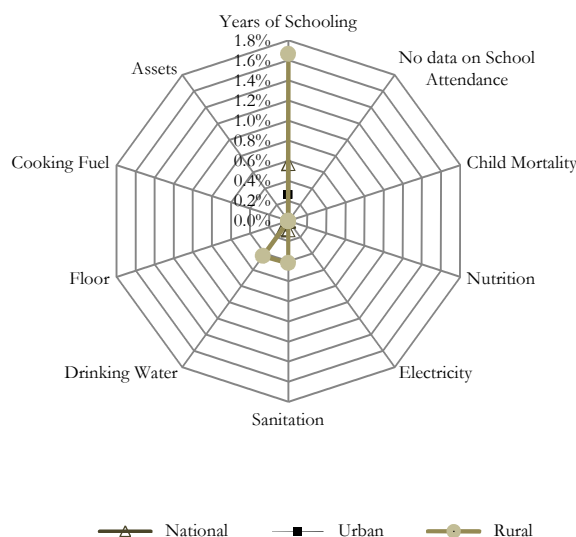 Years of Schooling
1.8%
1.6%
1.4%
1.2%
1.0%
0.8%
0.6%
0.4%
0.2%
0.0%
No data on School
Attendance
Child Mortality
Nutrition
Electricity
Sanitation
Drinking Water
Floor
Cooking Fuel
Assets
National
Urban
Rural